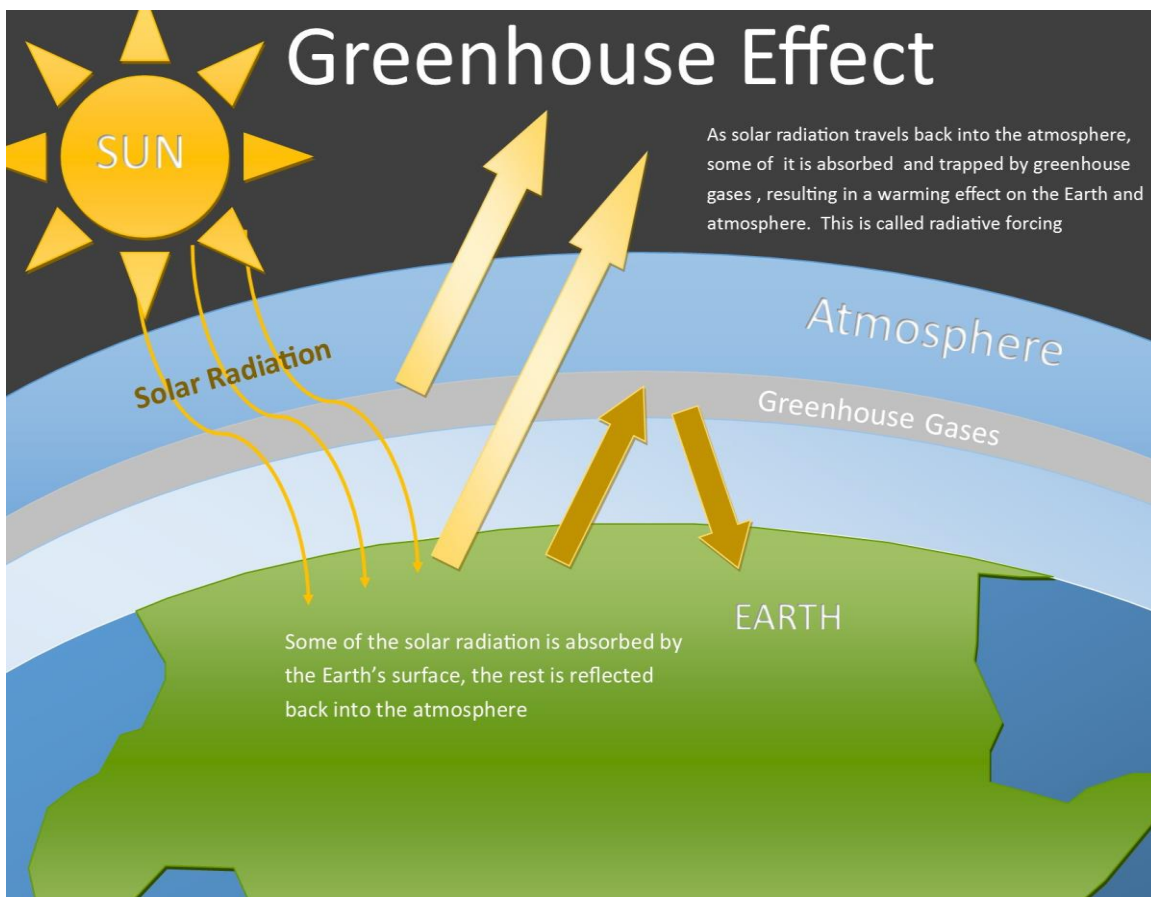 Greenhouse Effect
SUN
As solar radiation travels back into the atmosphere,
some of  it is absorbed  and trapped by greenhouse
gases , resulting in a warming effect on the Earth and
atmosphere.  This is called radiative forcing
Atmosphere
Solar Radiation
Greenhouse Gases
EARTH
Some of the solar radiation is absorbed by
the Earth’s surface, the rest is reflected
back into the atmosphere